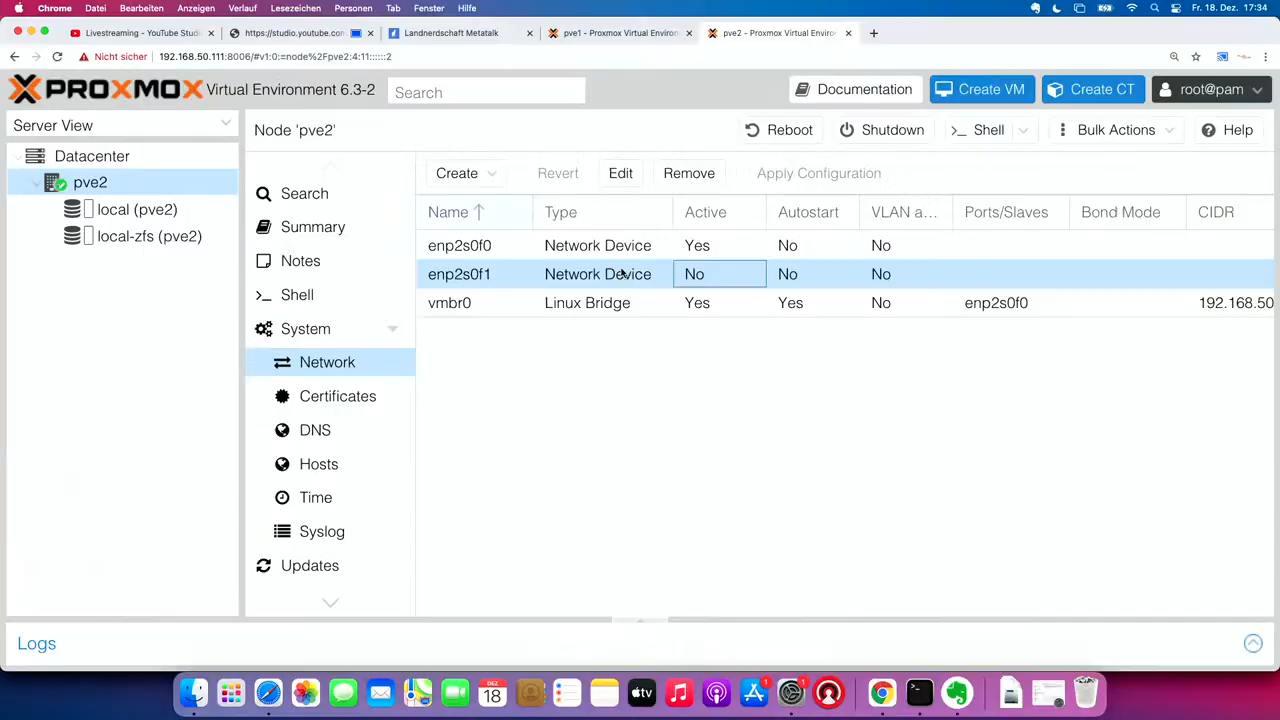 Chrome Datei Bearbeiten Anzeigen Verlauf Lesezeichen Personen Tab Fenster Hilfe Fr. 18. Dez. 17:34
Livestreaming - YouTube Studi https://studio.youtube.com Landnerdschaft Metatalk pve1 - Proxmox Virtual Environ pve2 - Proxmox Virtual Enviro
Nicht sicher 192.168.50.111:8006/#v1:0:=node%2Fpve2:4:11::::::2
PROXMOX Virtual Environment 6.3-2 Search Documentation Create VM Create CT root@pam
Server View
Datacenter
pve2
local (pve2)
local-zfs (pve2)
Node 'pve2' Reboot Shutdown >_ Shell Bulk Actions Help
Search
Summary
Notes
>_ Shell
System
Network
Certificates
DNS
Hosts
Time
Syslog
Updates
Create Revert Edit Remove Apply Configuration
Name Type Active Autostart VLAN a... Ports/Slaves Bond Mode CIDR
enp2s0f0 Network Device Yes No No
enp2s0f1 Network Device No No No
vmbr0 Linux Bridge Yes Yes No enp2s0f0 192.168.50
Logs
DEZ
18
tv
1
1